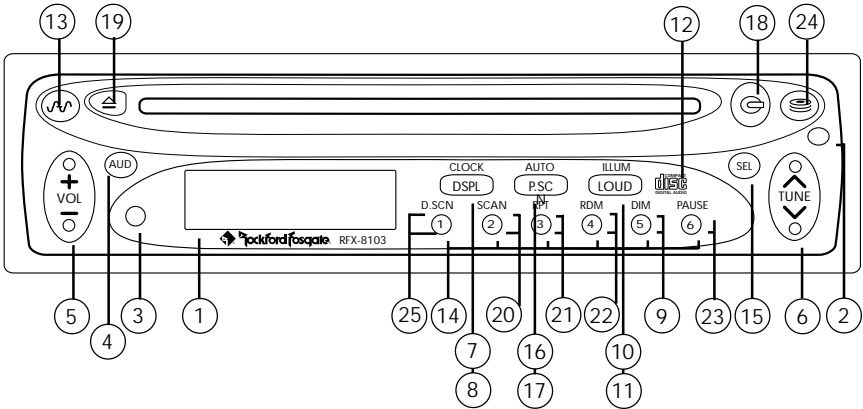 13 19 12 18 24
AUD
CLOCK AUTO ILLUM
COMPACT
disc
DIGITAL AUDIO
SEL
+
VOL
−
DSPL P.SCN LOUD
TUNE
D.SCN SCAN RPT RDM DIM PAUSE
1 2 3 4 5 6
Rockford Fosgate RFX-8103
5 4 3 1 25 14 20 21 22 9 23 15 6 2
7 16 10
8 17 11